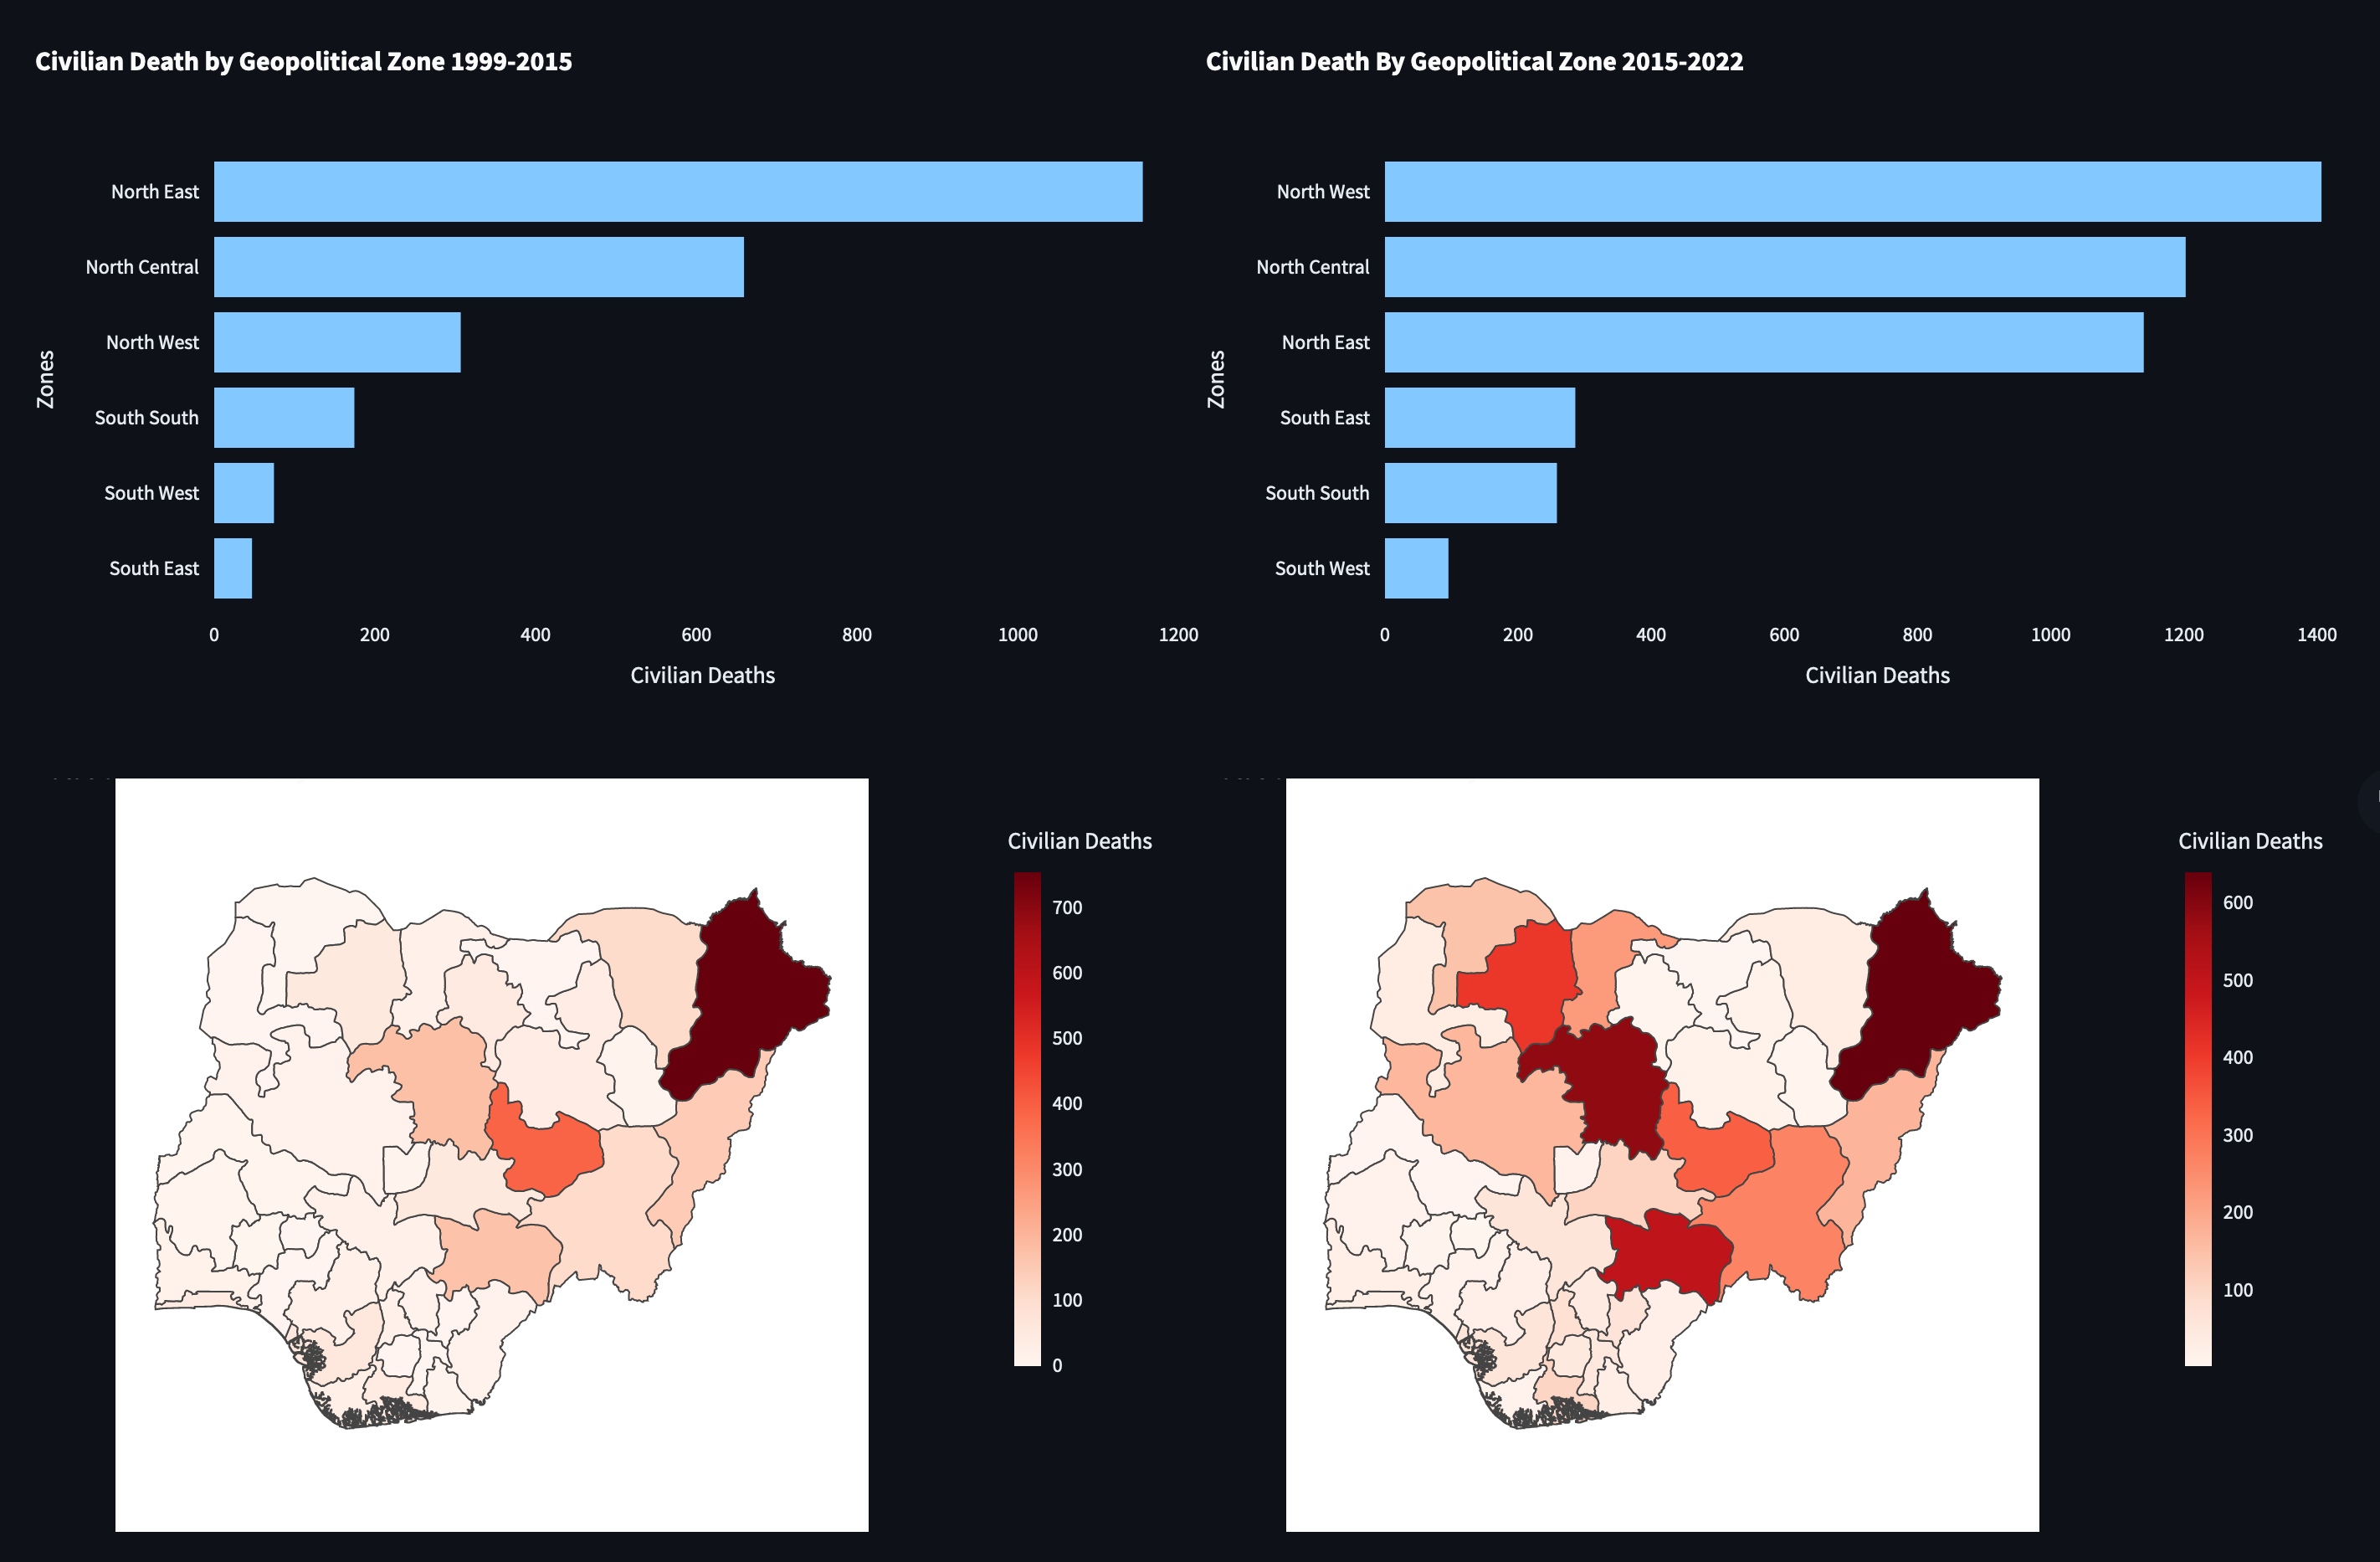 Civilian Death by Geopolitical Zone 1999-2015
North East
North Central
North West
South South
South West
South East
Zones
0 200 400 600 800 1000 1200
Civilian Deaths
Civilian Death By Geopolitical Zone 2015-2022
North West
North Central
North East
South East
South South
South West
Zones
0 200 400 600 800 1000 1200 1400
Civilian Deaths
Civilian Deaths
700
600
500
400
300
200
100
0
Civilian Deaths
600
500
400
300
200
100